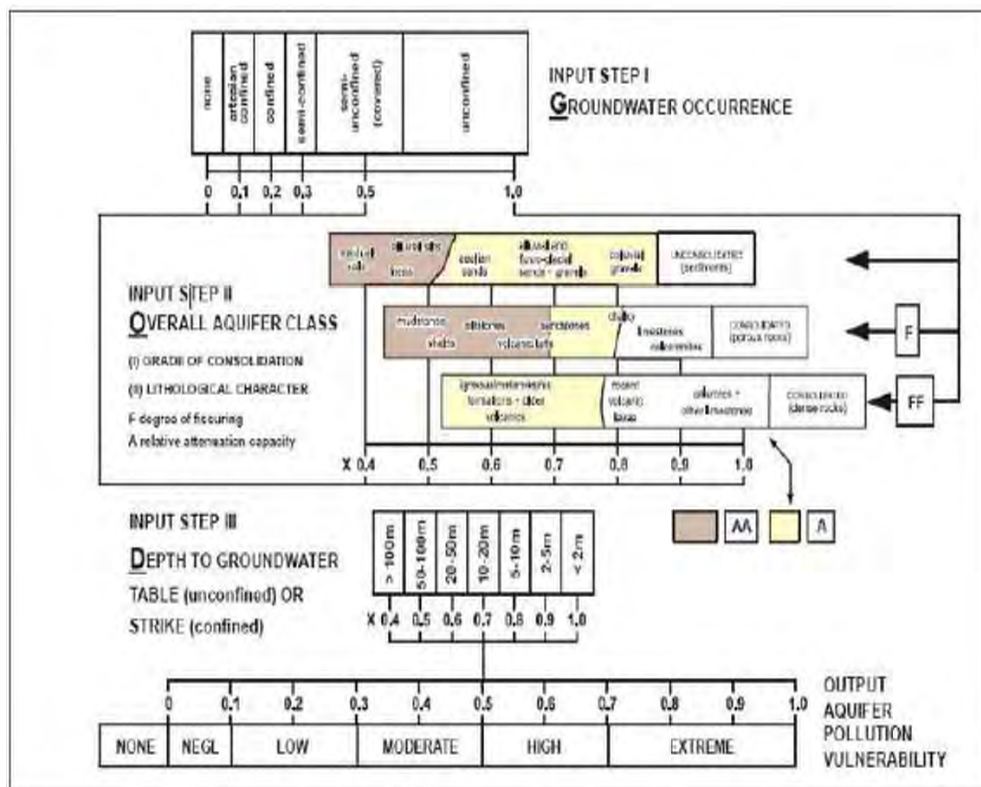 none
artesian confined
confined
semi-confined
semi-unconfined (covered)
unconfined
INPUT STEP I
GROUNDWATER OCCURRENCE
0 0.1 0.2 0.3 0.5 1.0
INPUT STEP II
OVERALL AQUIFER CLASS
(I) GRADE OF CONSOLIDATION
(II) LITHOLOGICAL CHARACTER
F degree of fissuring
A relative attenuation capacity
residual soils
alluvial silts
loess
aeolian sands
alluvial and fluvio-glacial sands + gravels
colluvial gravels
UNCONSOLIDATED (sediments)
mudstones
shales
siltstones
volcanic tuffs
sandstones
chalky
limestones
calcarenites
CONSOLIDATED (porous rocks)
F
igneous/metamorphic formations + older volcanics
recent volcanic lavas
other limestones
CONSOLIDATED (dense rocks)
FF
X 0.4 0.5 0.6 0.7 0.8 0.9 1.0
AA A
INPUT STEP III
DEPTH TO GROUNDWATER
TABLE (unconfined) OR
STRIKE (confined)
> 100m
50-100m
20-50m
10-20m
5-10m
2-5m
< 2m
X 0.4 0.5 0.6 0.7 0.8 0.9 1.0
0 0.1 0.2 0.3 0.4 0.5 0.6 0.7 0.8 0.9 1.0
NONE NEGL LOW MODERATE HIGH EXTREME
OUTPUT
AQUIFER
POLLUTION
VULNERABILITY